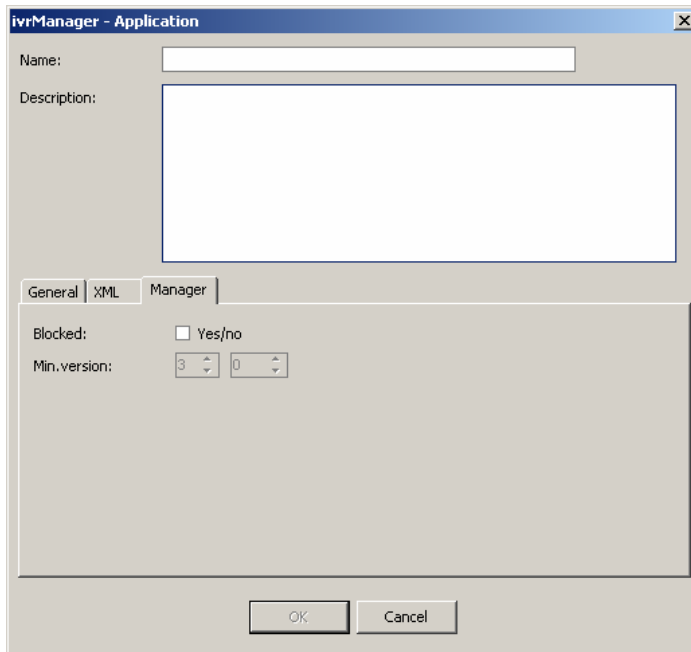 ivrManager - Application
Name:
Description:
General XML Manager
Blocked: Yes/no
Min.version: 3 0
OK Cancel